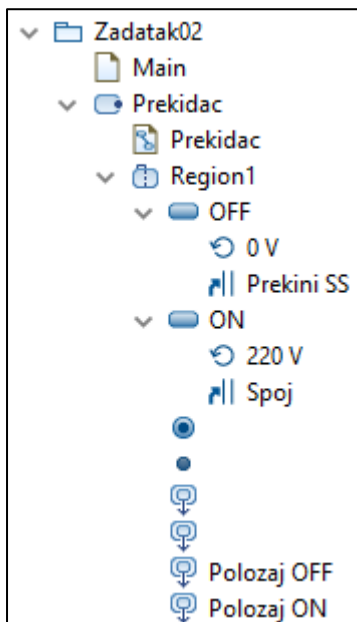 Zadatak02
Main
Prekidac
Prekidac
Region1
OFF
0 V
Prekini SS
ON
220 V
Spoj
Polozaj OFF
Polozaj ON